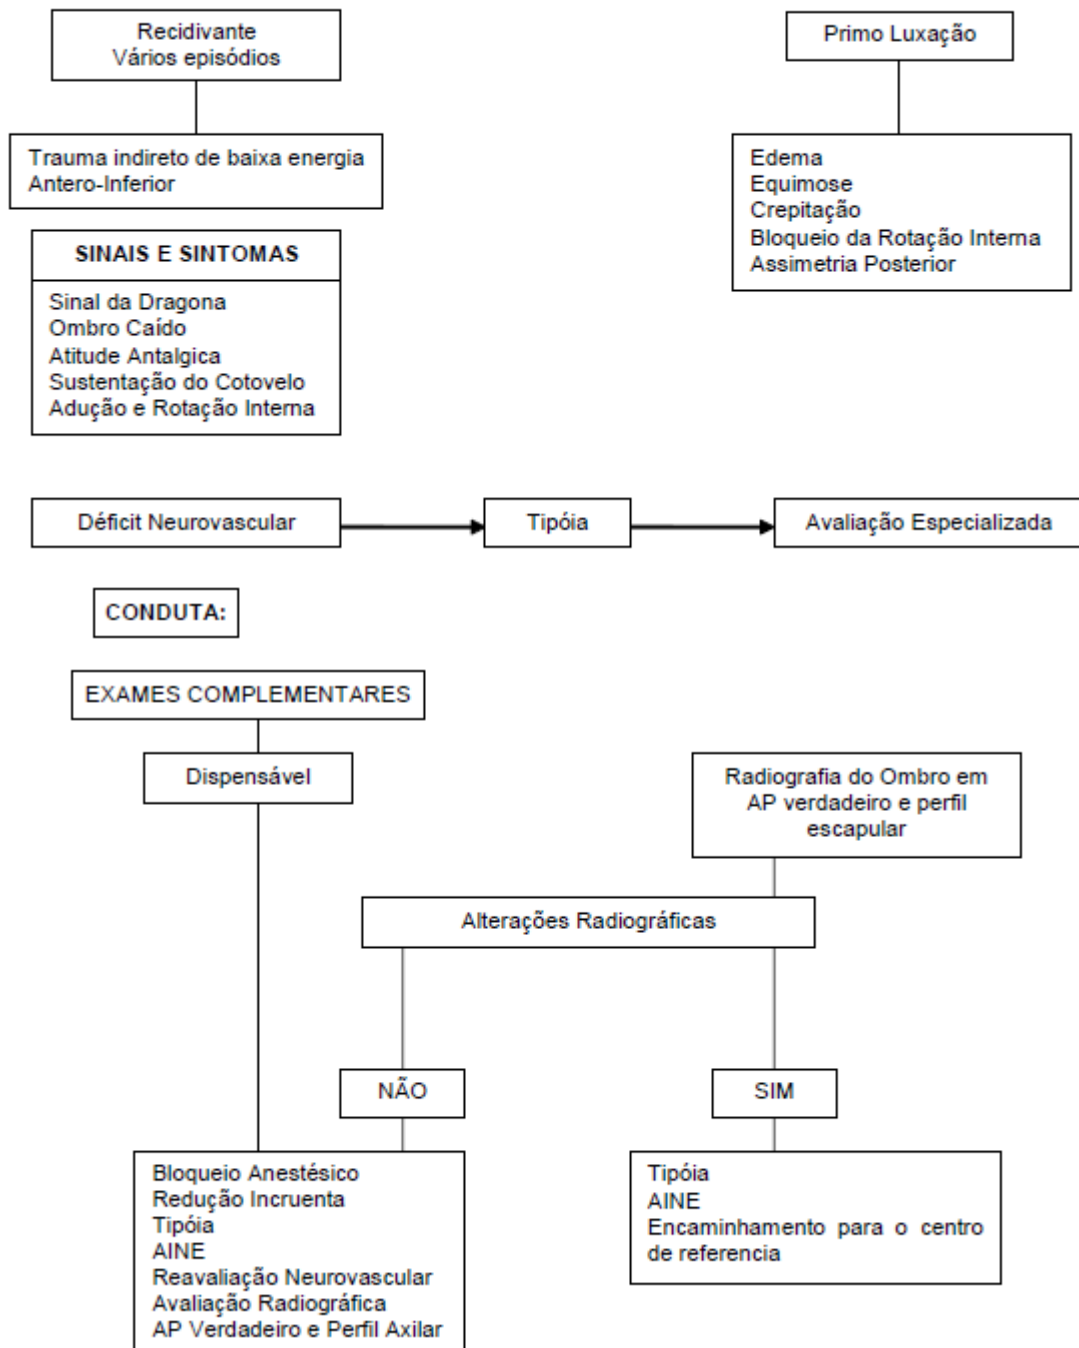 Recidivante
Vários episódios
Primo Luxação
Trauma indireto de baixa energia
Antero-Inferior
Edema
Equimose
Crepitação
Bloqueio da Rotação Interna
Assimetria Posterior
SINAIS E SINTOMAS
Sinal da Dragona
Ombro Caído
Atitude Antalgica
Sustentação do Cotovelo
Adução e Rotação Interna
Déficit Neurovascular
Tipóia
Avaliação Especializada
CONDUTA:
EXAMES COMPLEMENTARES
Dispensável
Radiografia do Ombro em
AP verdadeiro e perfil
escapular
Alterações Radiográficas
NÃO
SIM
Bloqueio Anestésico
Redução Incruenta
Tipóia
AINE
Reavaliação Neurovascular
Avaliação Radiográfica
AP Verdadeiro e Perfil Axilar
Tipóia
AINE
Encaminhamento para o centro
de referencia